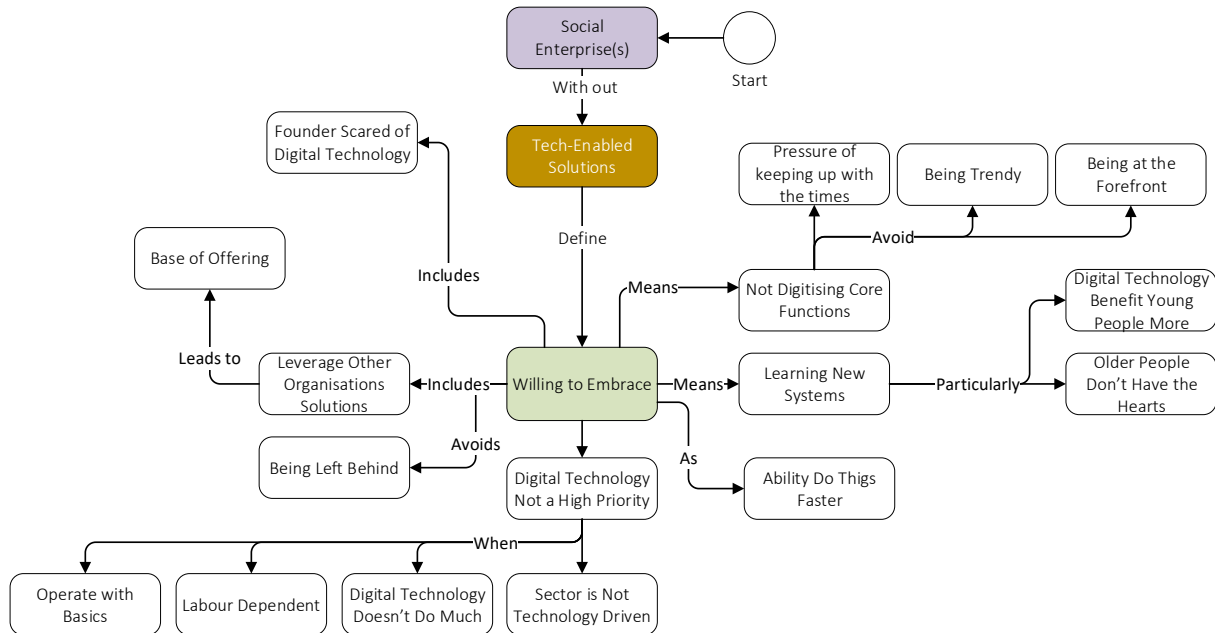 Social
Enterprise(s)
Start
With out
Founder Scared of
Digital Technology
Tech-Enabled
Solutions
Pressure of
keeping up with
the times
Being Trendy
Being at the
Forefront
Define
Avoid
Base of Offering
Includes
Means
Not Digitising Core
Functions
Digital Technology
Benefit Young
People More
Leads to
Leverage Other
Organisations
Solutions
Includes
Willing to Embrace
Means
Learning New
Systems
Particularly
Older People
Don’t Have the
Hearts
Avoids
Being Left Behind
As
Digital Technology
Not a High Priority
Ability Do Thigs
Faster
When
Operate with
Basics
Labour Dependent
Digital Technology
Doesn’t Do Much
Sector is Not
Technology Driven